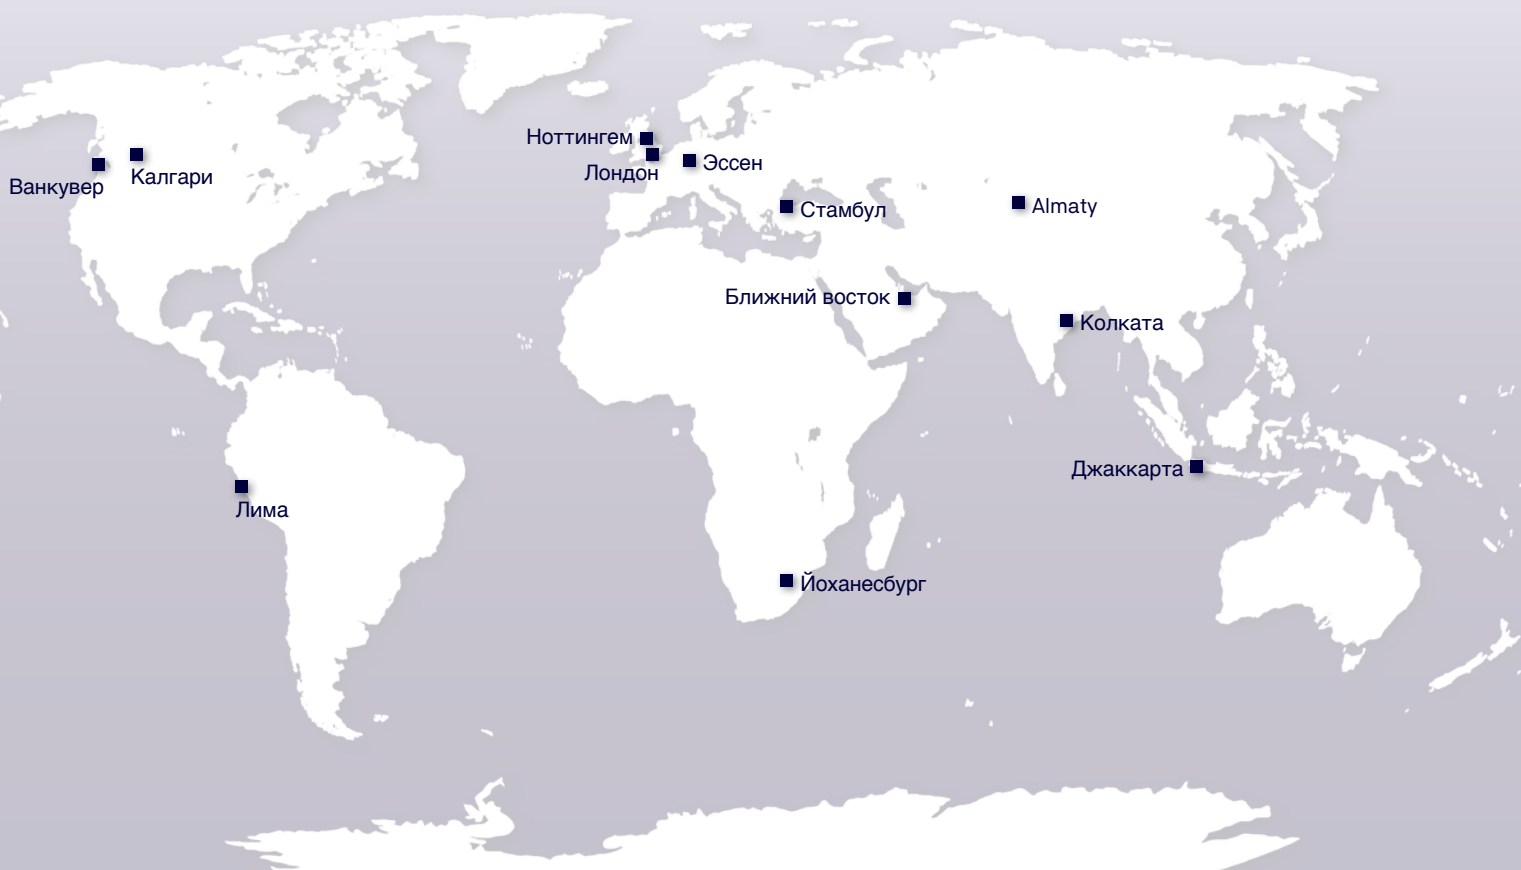 Ноттингем
Лондон
Эссен
Ванкувер
Калгари
Стамбул
Almaty
Ближний восток
Колката
Джаккарта
Лима
Йоханесбург